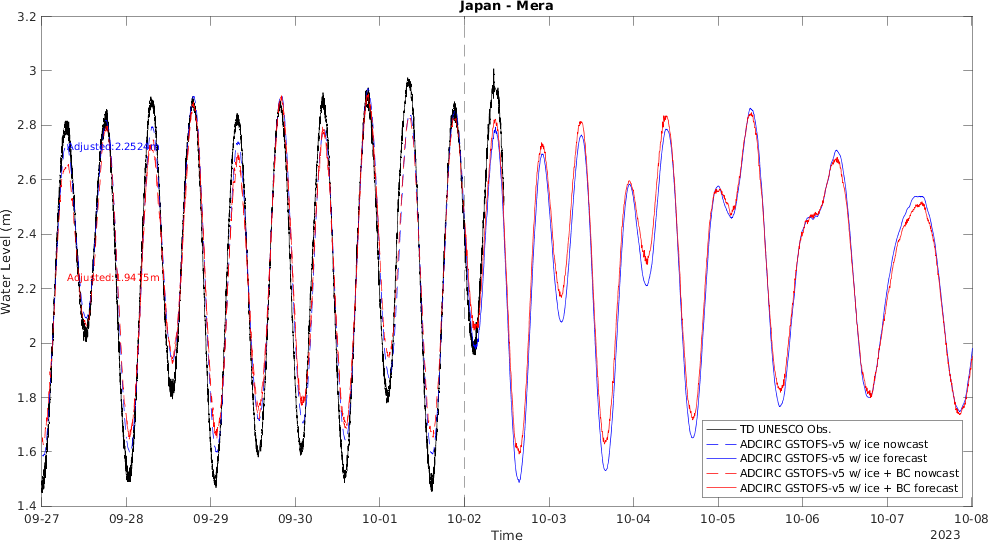 Japan - Mera
3.2
3
2.8
2.6
2.4
2.2
2
1.8
1.6
1.4
Water Level (m)
Adjusted:2.2524m
Adjusted:1.9475m
TD UNESCO Obs.
ADCIRC GSTOFS-v5 w/ ice nowcast
ADCIRC GSTOFS-v5 w/ ice forecast
ADCIRC GSTOFS-v5 w/ ice + BC nowcast
ADCIRC GSTOFS-v5 w/ ice + BC forecast
09-27 09-28 09-29 09-30 10-01 10-02 10-03 10-04 10-05 10-06 10-07 10-08
Time
2023